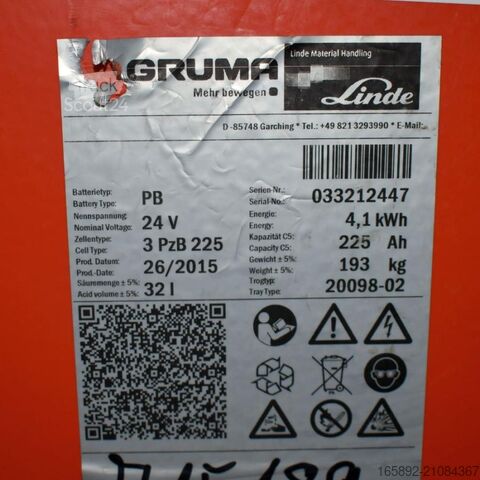 GRUMA
Mehr bewegen
Linde Material Handling
Linde
Truck
Scout24
D -85748 Garching * Tel.: +49 821 3293990 * E-Mail:
Batterietyp:
Battery Type:
PB
Nennspannung:
Nominal Voltage:
24 V
Zellentype:
Cell Type:
3 PzB 225
Prod. Datum:
Prod.-Date:
26/2015
Säuremenge ± 5%:
Acid volume ± 5%:
32 l
Serien-Nr.:
Serial-No.:
033212447
Energie:
Energy:
4,1 kWh
Kapazität C5:
Capacity C5:
225 Ah
Gewicht ± 5%:
Weight ± 5%:
193 kg
Trogtyp:
Tray Type:
20098-02
Pb
165892-21084367